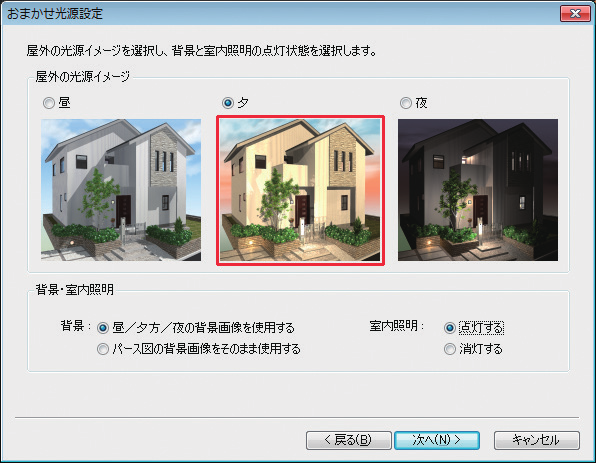 おまかせ光源設定
屋外の光源イメージを選択し、背景と室内照明の点灯状態を選択します。
屋外の光源イメージ
昼 夕 夜
背景・室内照明
背景： 昼／夕方／夜の背景画像を使用する 室内照明： 点灯する
パース図の背景画像をそのまま使用する 消灯する
< 戻る(B) 次へ(N) > キャンセル